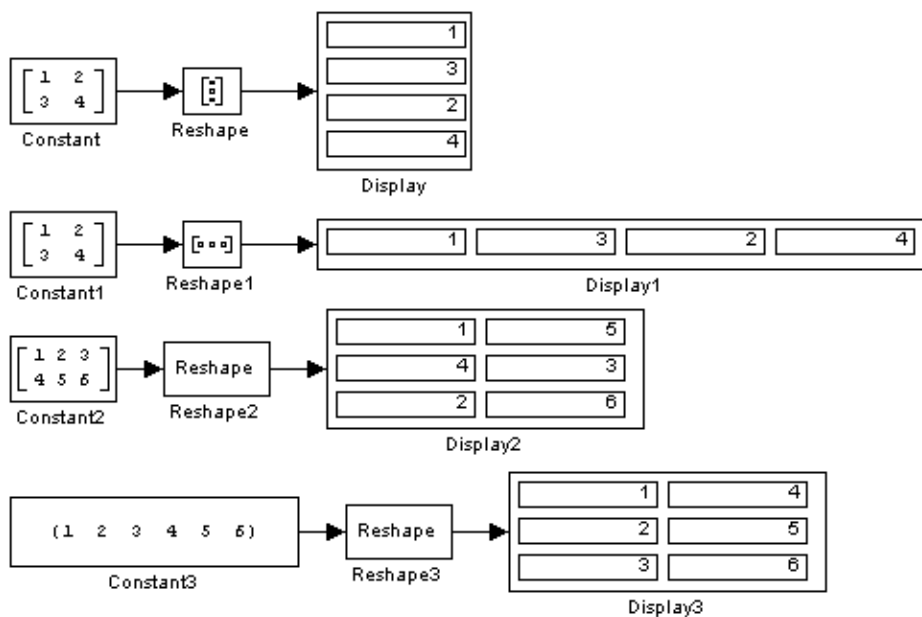 1
1 2
3
3 4
2
4
Constant
Reshape
Display
1 2
3 4
1 3 2 4
Constant1
Reshape1
Display1
1 2 3
4 5 6
Reshape
1 5
4 3
2 6
Constant2
Reshape2
Display2
(1 2 3 4 5 6)
Reshape
1 4
2 5
3 6
Constant3
Reshape3
Display3